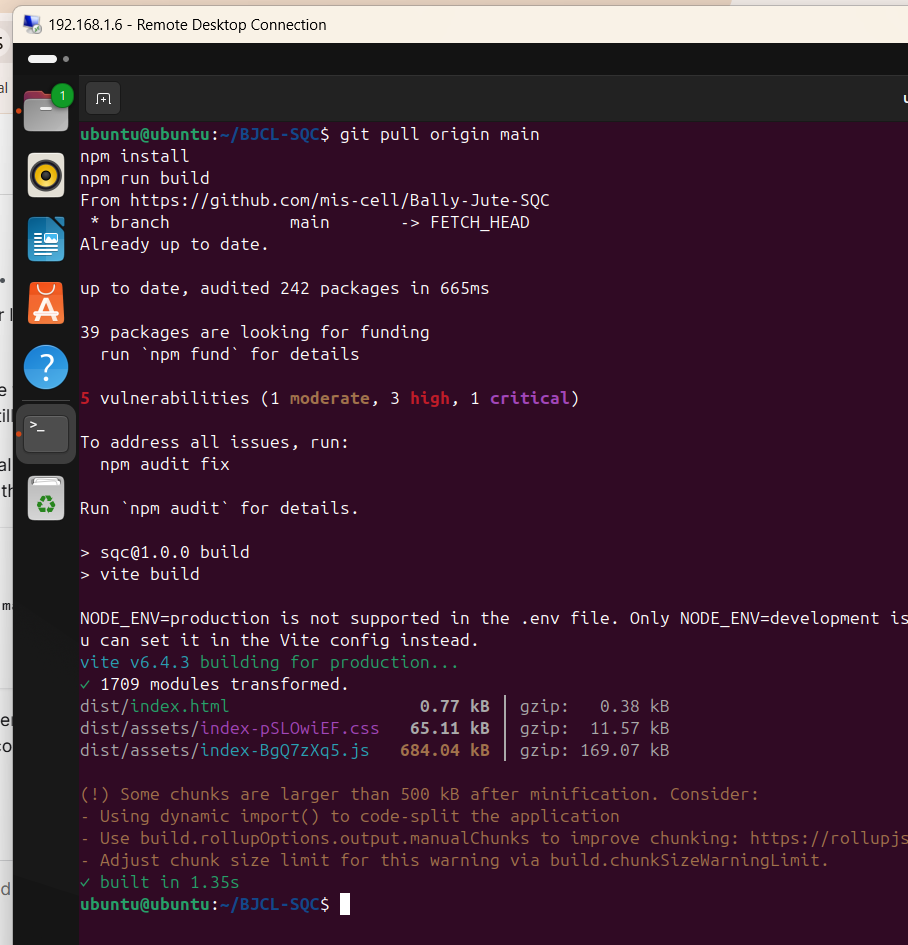 192.168.1.6 - Remote Desktop Connection
1
ubuntu@ubuntu:~/BJCL-SQC$ git pull origin main
npm install
npm run build
From https://github.com/mis-cell/Bally-Jute-SQC
 * branch            main       -> FETCH_HEAD
Already up to date.
up to date, audited 242 packages in 665ms
39 packages are looking for funding
  run `npm fund` for details
5 vulnerabilities (1 moderate, 3 high, 1 critical)
To address all issues, run:
  npm audit fix
Run `npm audit` for details.
> sqc@1.0.0 build
> vite build
NODE_ENV=production is not supported in the .env file. Only NODE_ENV=development is
u can set it in the Vite config instead.
vite v6.4.3 building for production...
✓ 1709 modules transformed.
dist/index.html                   0.77 kB │ gzip:   0.38 kB
dist/assets/index-pSLOwiEF.css   65.11 kB │ gzip:  11.57 kB
dist/assets/index-BgQ7zXq5.js   684.04 kB │ gzip: 169.07 kB
(!) Some chunks are larger than 500 kB after minification. Consider:
- Using dynamic import() to code-split the application
- Use build.rollupOptions.output.manualChunks to improve chunking: https://rollupjs
- Adjust chunk size limit for this warning via build.chunkSizeWarningLimit.
✓ built in 1.35s
ubuntu@ubuntu:~/BJCL-SQC$